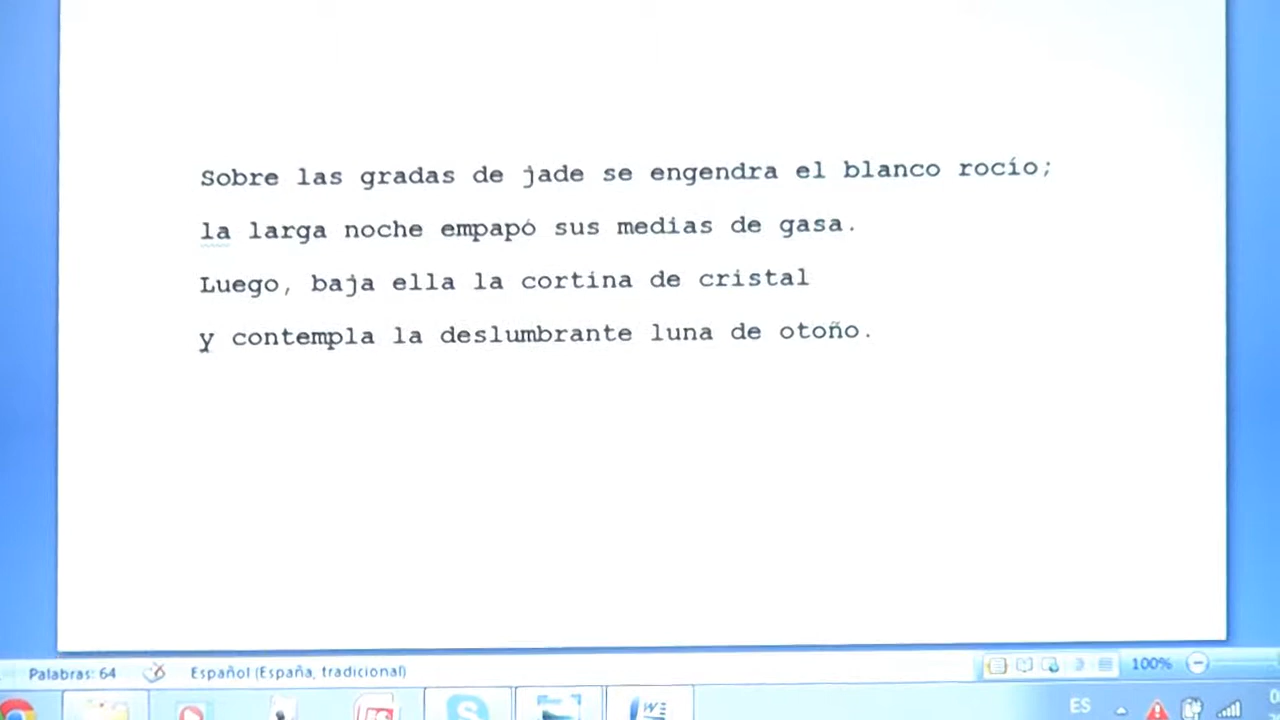 Sobre las gradas de jade se engendra el blanco rocío;
la larga noche empapó sus medias de gasa.
Luego, baja ella la cortina de cristal
y contempla la deslumbrante luna de otoño.
Palabras: 64 Español (España, tradicional) 100%
ES